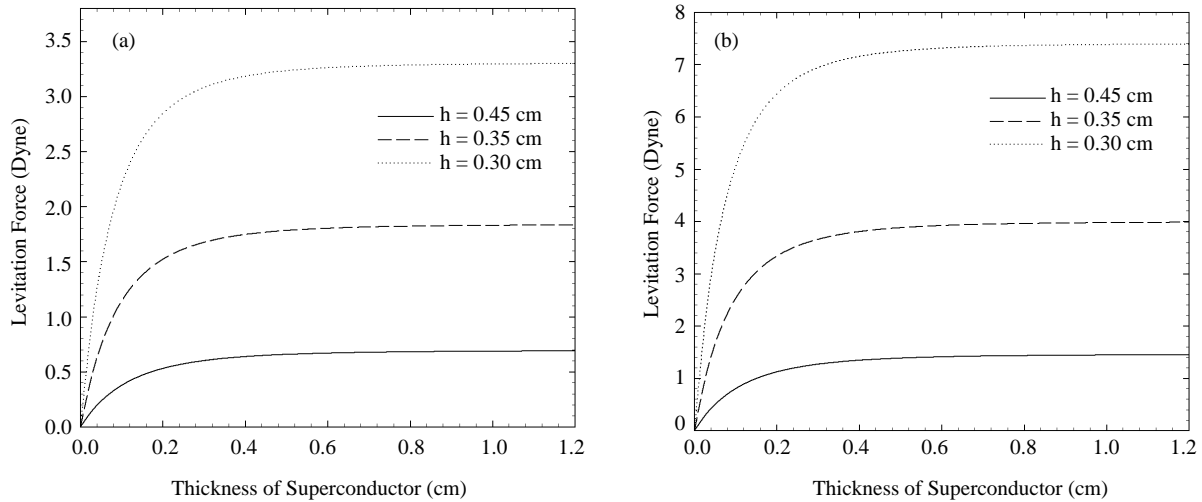 (a)
Levitation Force (Dyne)
3.5
3.0
2.5
2.0
1.5
1.0
0.5
0.0
h = 0.45 cm
h = 0.35 cm
h = 0.30 cm
0.0 0.2 0.4 0.6 0.8 1.0 1.2
Thickness of Superconductor (cm)
(b)
Levitation Force (Dyne)
8
7
6
5
4
3
2
1
0
h = 0.45 cm
h = 0.35 cm
h = 0.30 cm
0.0 0.2 0.4 0.6 0.8 1.0 1.2
Thickness of Superconductor (cm)